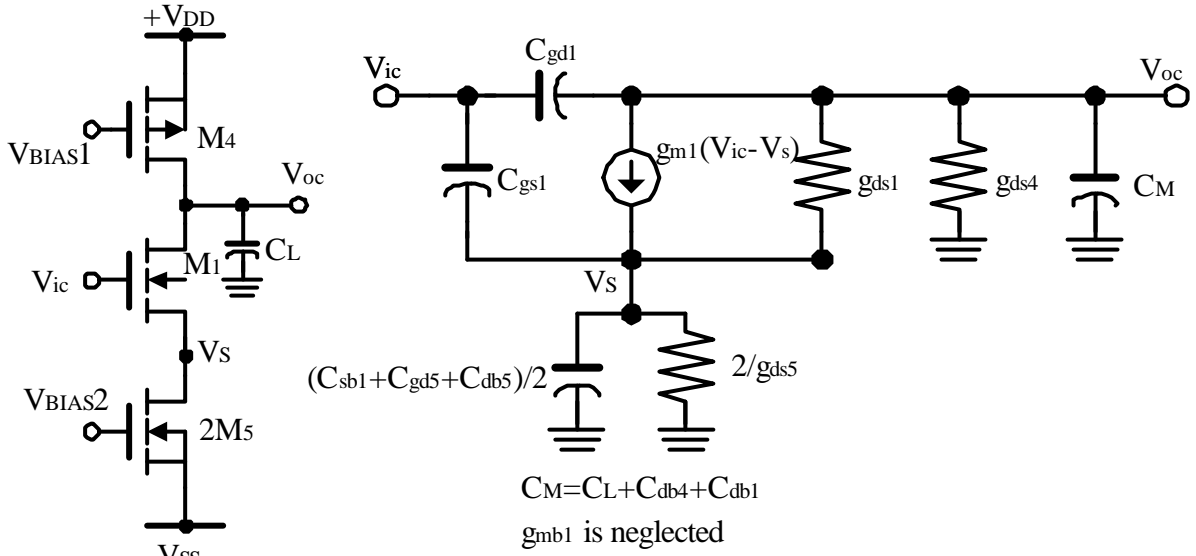 +VDD
VBIAS1
M4
Voc
CL
M1
Vic
VS
VBIAS2
2M5
VSS
Vic
Cgd1
Voc
Cgs1
gm1(Vic-Vs)
gds1
gds4
CM
VS
(Csb1+Cgd5+Cdb5)/2
2/gds5
CM=CL+Cdb4+Cdb1
gmb1 is neglected